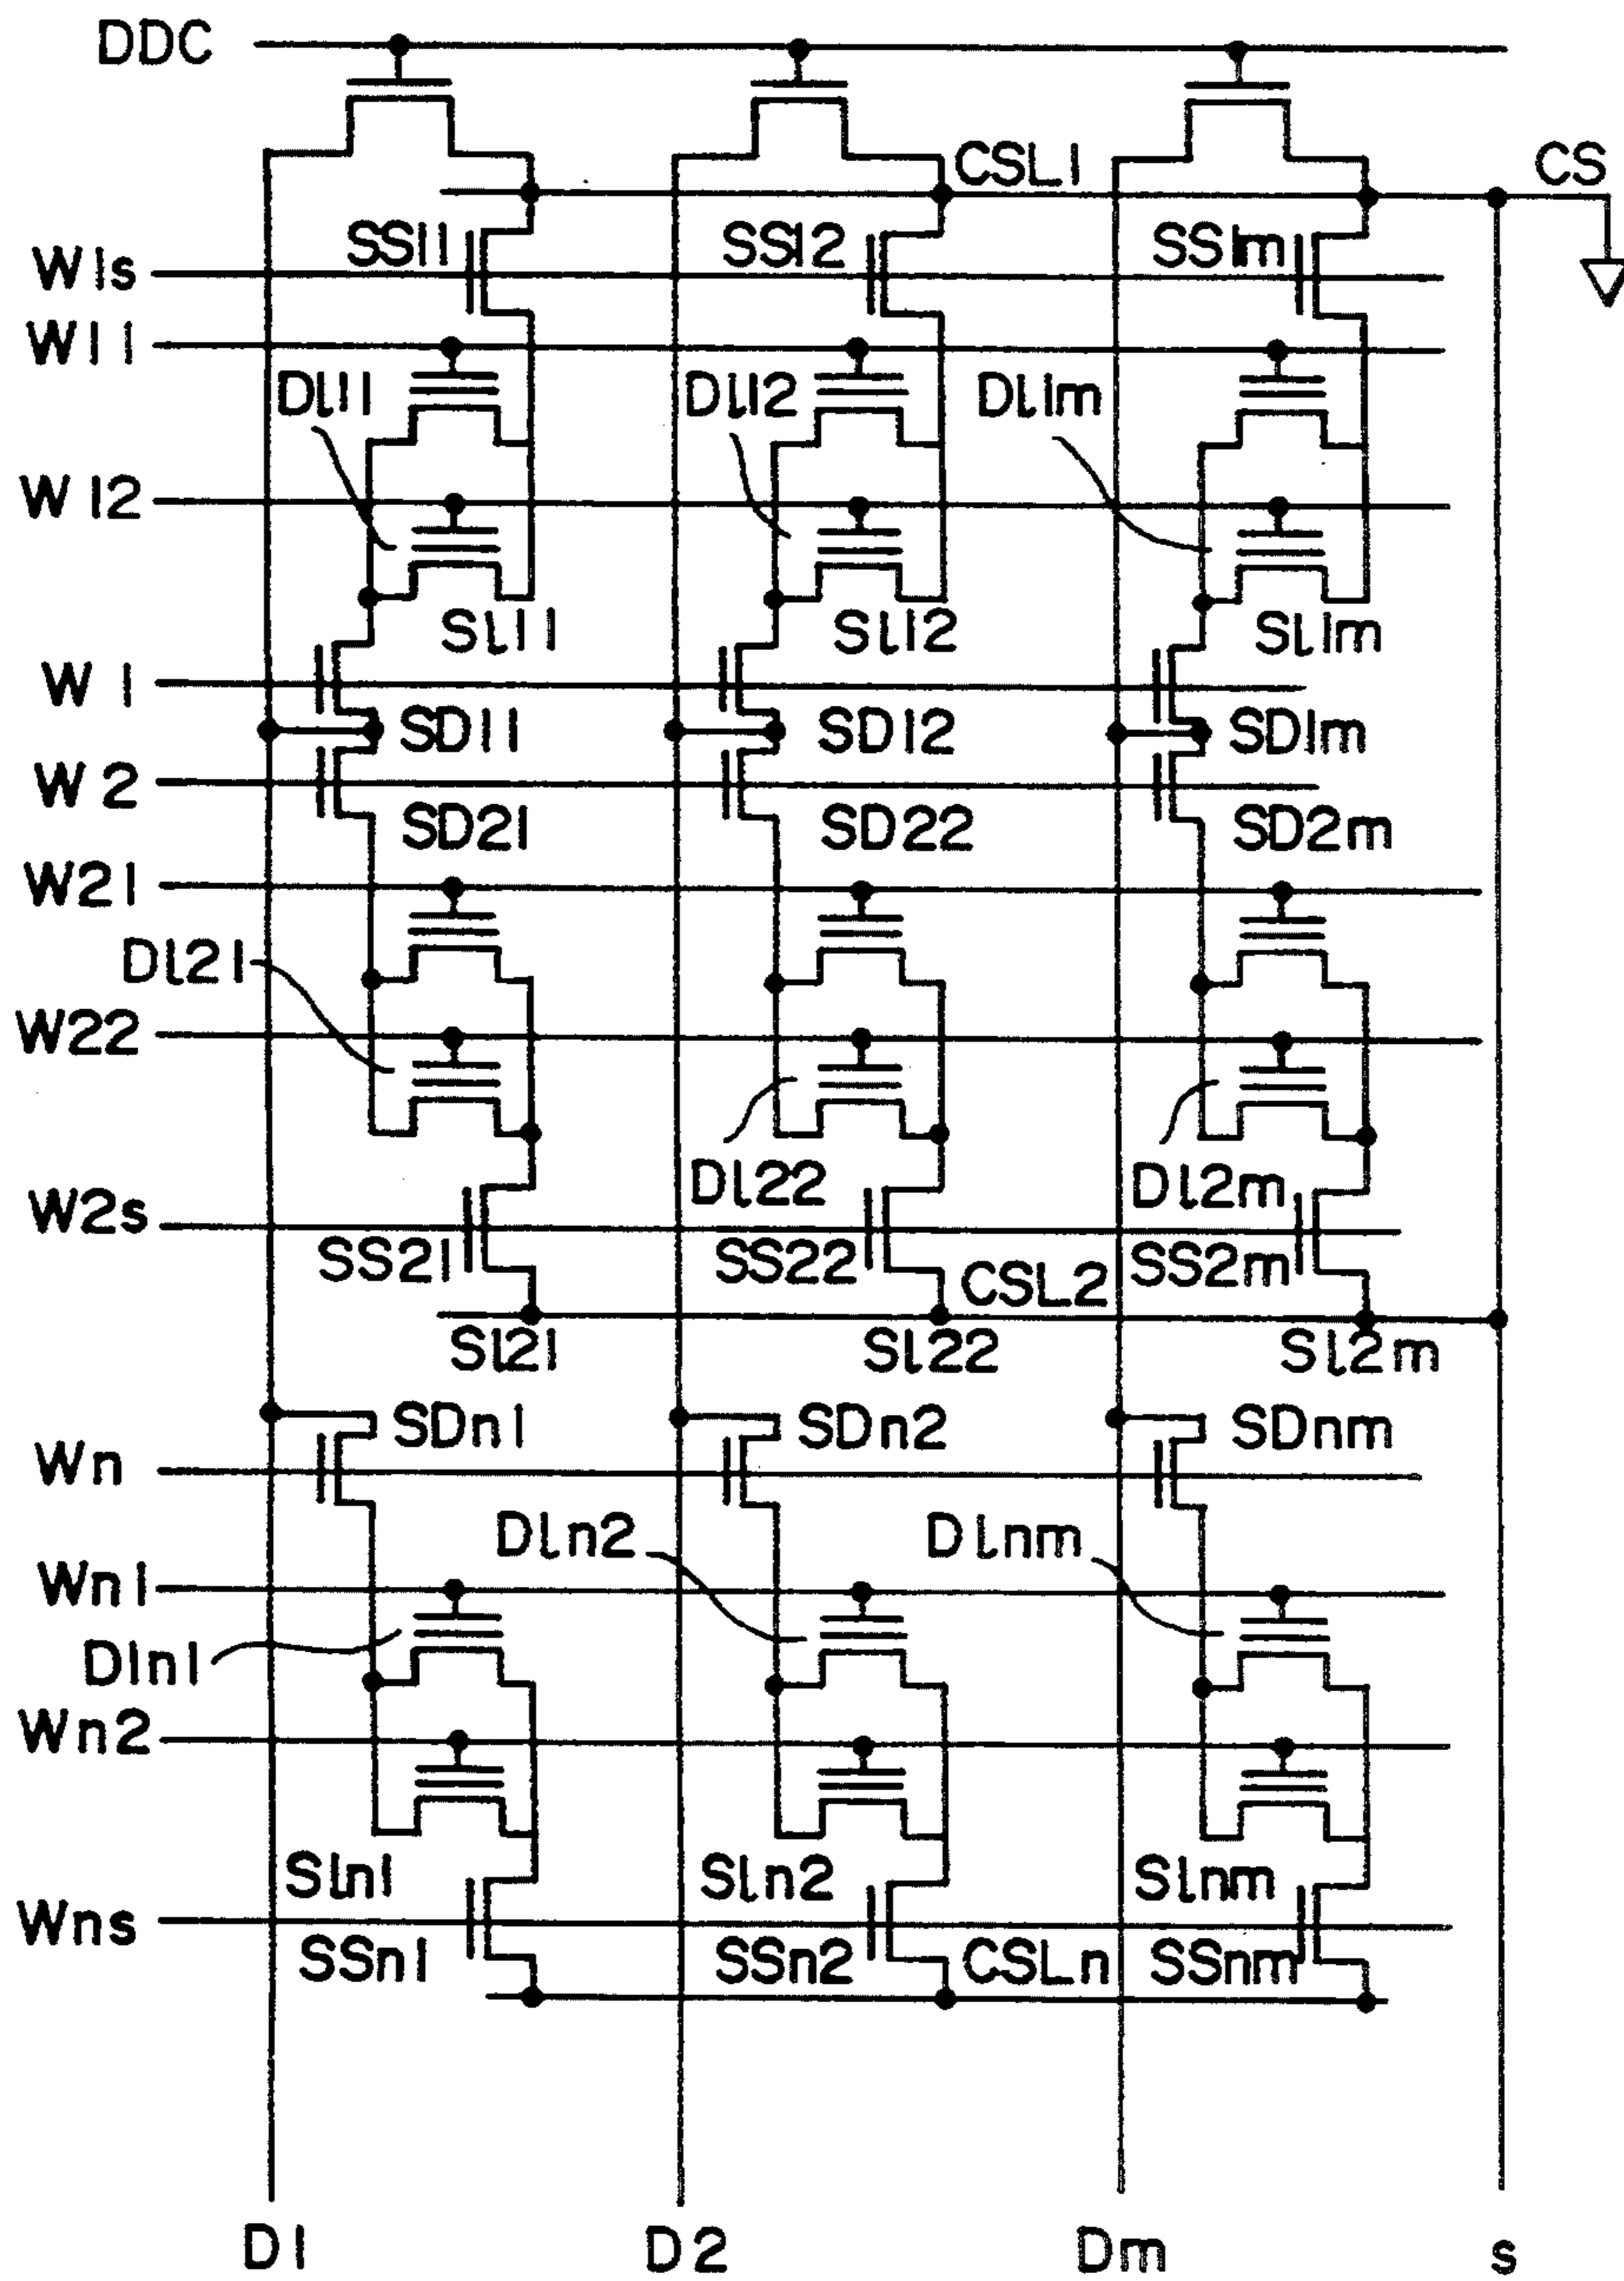 DDC
CSL1
CS
SS11
SS12
SS1m
W1s
W11
Dl11
Dl12
Dl1m
W12
Sl11
Sl12
Sl1m
W1
SD11
SD12
SD1m
W2
SD21
SD22
SD2m
W21
Dl21
W22
Dl22
Dl2m
W2s
SS21
SS22
CSL2
SS2m
Sl21
Sl22
Sl2m
SDn1
SDn2
SDnm
Wn
Dln2
Dlnm
Wn1
Dln1
Wn2
Sln1
Sln2
Slnm
Wns
SSn1
SSn2
CSLn
SSnm
D1
D2
Dm
s